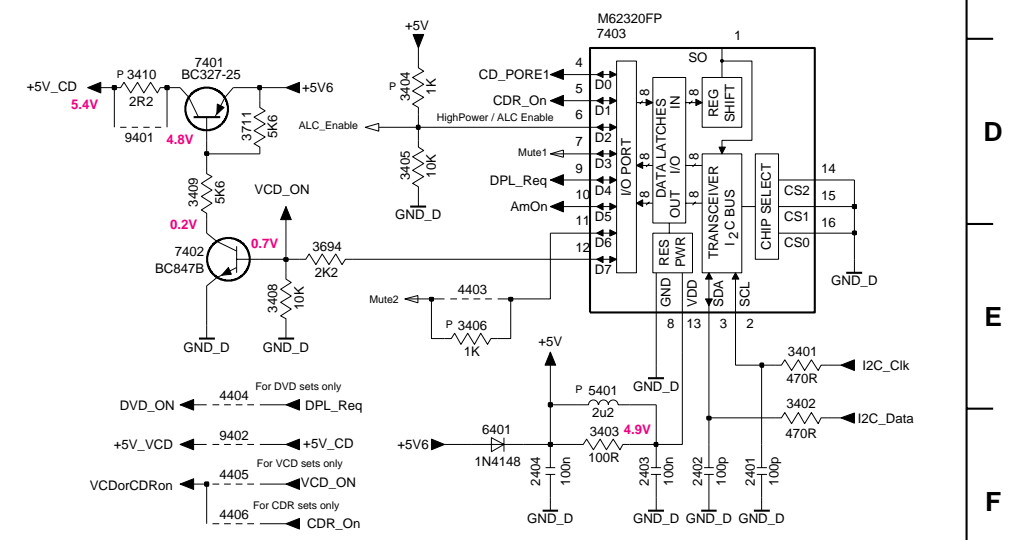 M62320FP
7403
+5V
1
SO
7401
BC327-25
P 3410
2R2
+5V_CD
5.4V
9401
+5V6
3711
5K6
4.8V
P 3404
1K
CD_PORE1
4
D0
CDR_On
5
D1
HighPower / ALC Enable
6
D2
ALC_Enable
Mute1
7
D3
DPL_Req
9
D4
AmOn
10
D5
11
D6
12
D7
I/O PORT
8
8
8
DATA LATCHES
IN
I/O
OUT
8
8
8
REG
SHIFT
TRANSCEIVER
I2C BUS
CHIP SELECT
CS2
14
CS1
15
CS0
16
GND_D
D
3405
10K
GND_D
3409
5K6
VCD_ON
0.2V
0.7V
7402
BC847B
3694
2K2
3408
10K
GND_D
GND_D
Mute2
4403
P 3406
1K
RES
PWR
GND
VDD
SDA
SCL
8
13
3
2
E
+5V
GND_D
3401
470R
I2C_Clk
3402
470R
I2C_Data
P 5401
2u2
3403
100R
4.9V
+5V6
6401
1N4148
2404
100n
2403
100n
2402
100p
2401
100p
GND_D
GND_D
GND_D
GND_D
For DVD sets only
DVD_ON
4404
DPL_Req
+5V_VCD
9402
+5V_CD
For VCD sets only
VCDorCDRon
4405
VCD_ON
For CDR sets only
4406
CDR_On
F